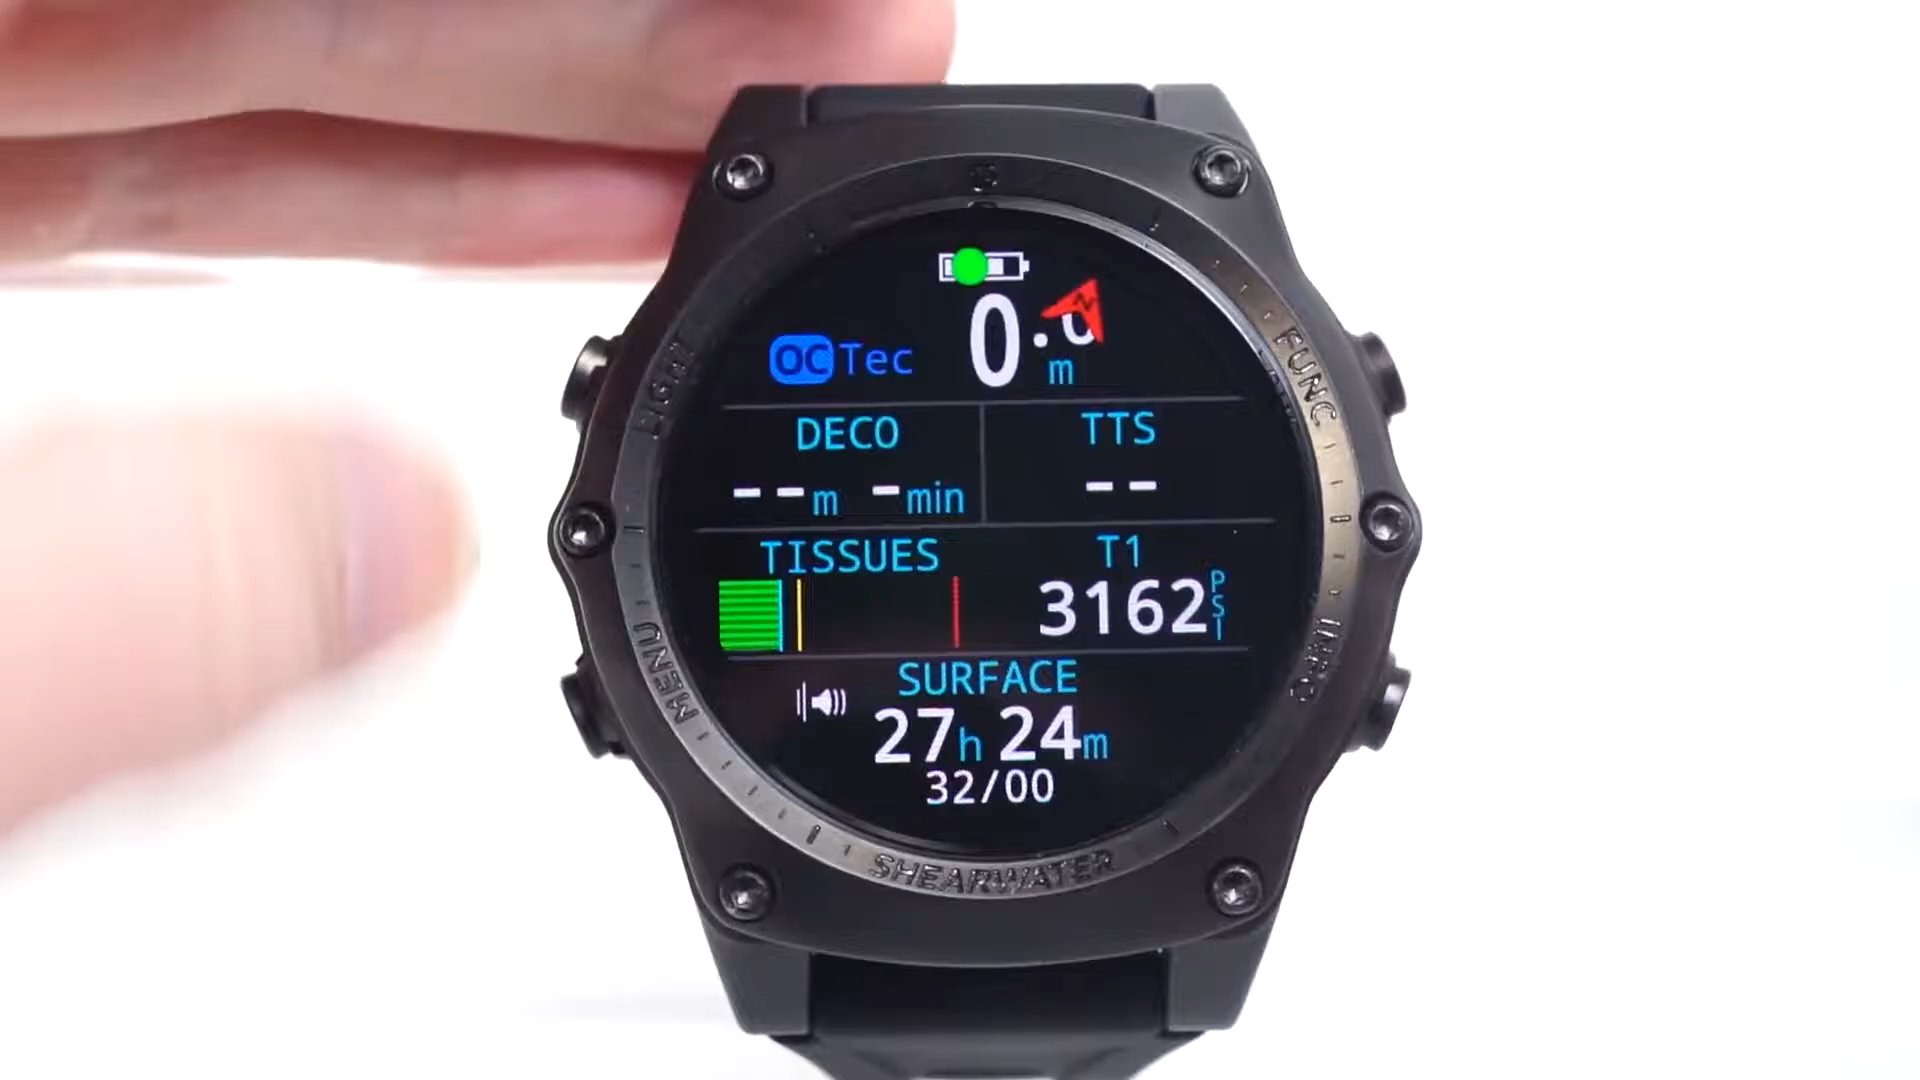 N
0.0
OC Tec
m
DECO
TTS
--m -min
--
TISSUES
T1
3162 PSI
SURFACE
27h 24m
32/00
LIGHT
FUNC
MENU
INFO
SHEARWATER